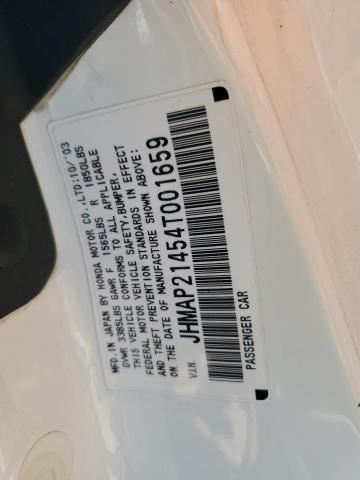 MFD.IN JAPAN BY HONDA MOTOR CO.,LTD:10/'03
GVWR 3385LBS GAWR F 1565LBS R 1850LBS
THIS VEHICLE CONFORMS TO ALL APPLICABLE
FEDERAL MOTOR VEHICLE SAFETY,BUMPER,
AND THEFT PREVENTION STANDARDS IN EFFECT
ON THE DATE OF MANUFACTURE SHOWN ABOVE:
JHMAP21454T001659
V.I.N. PASSENGER CAR